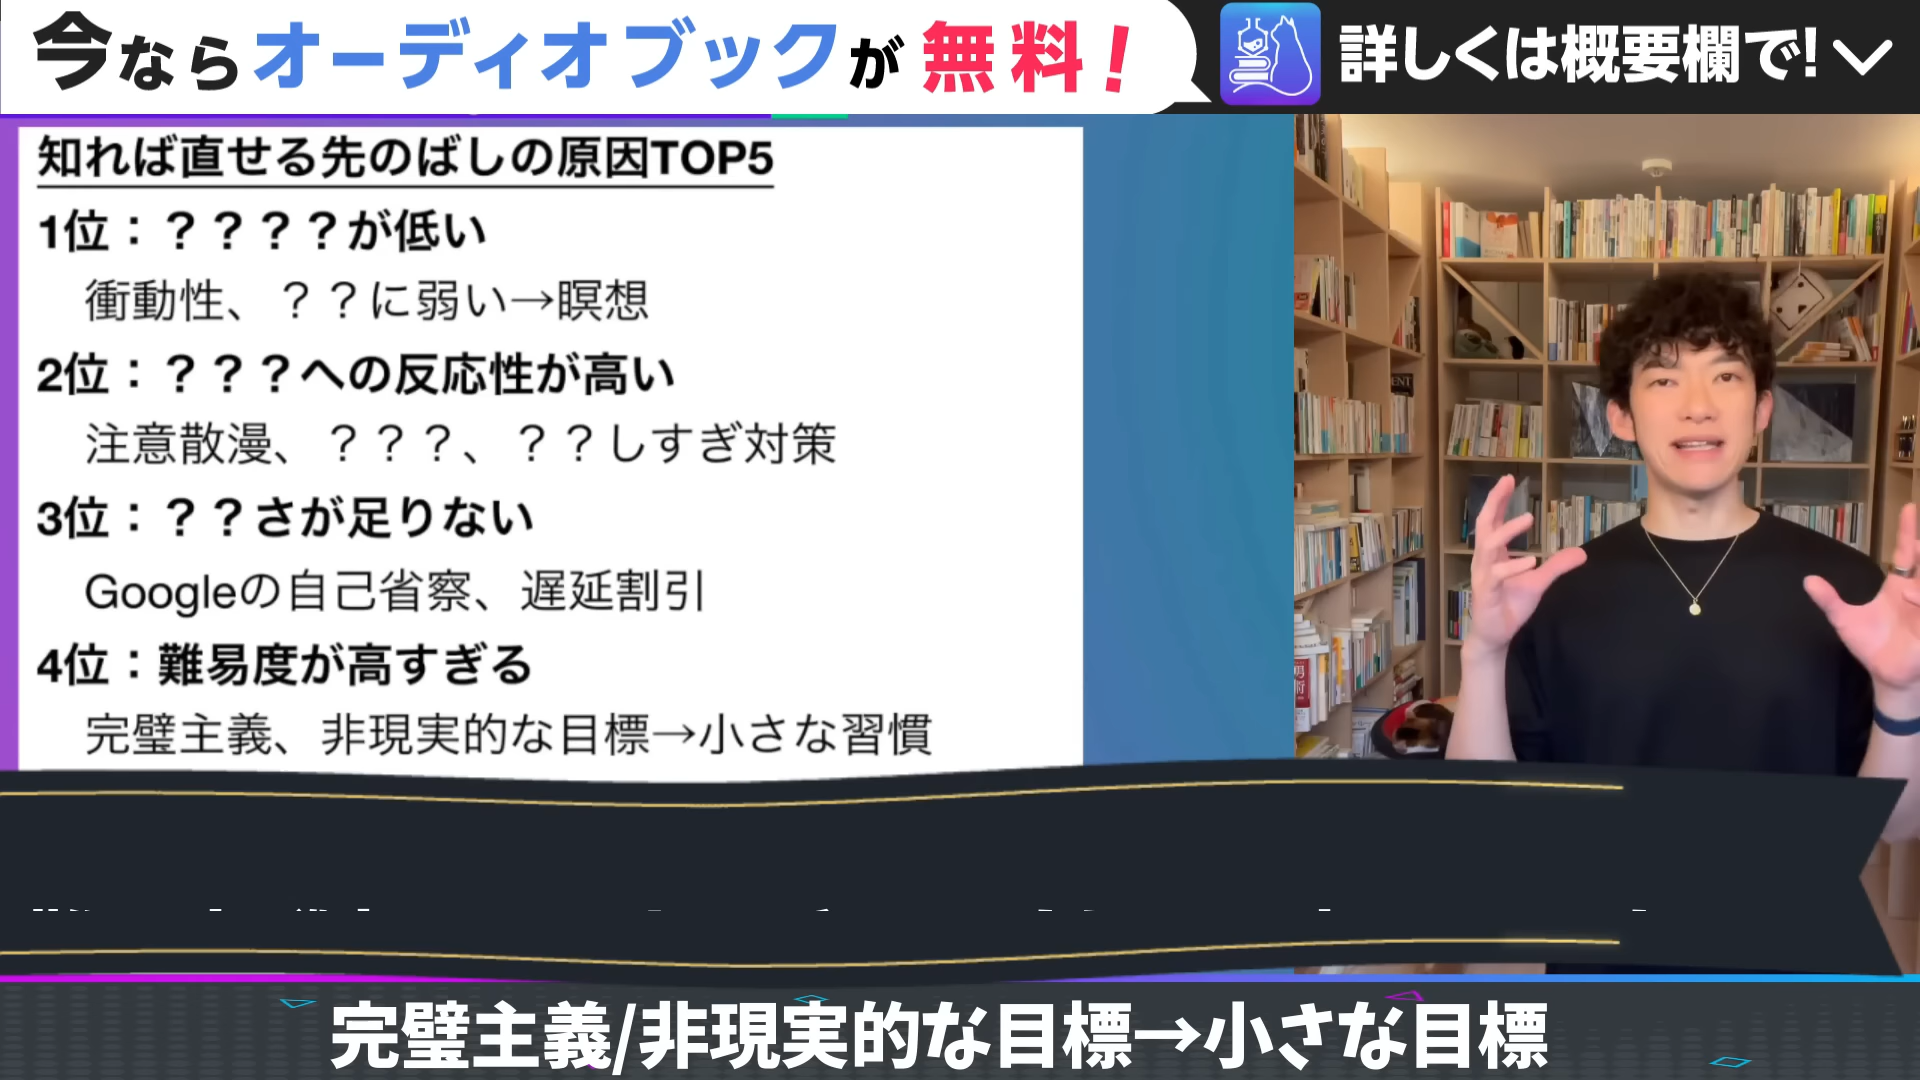 今ならオーディオブックが無料！
詳しくは概要欄で!
知れば直せる先のばしの原因TOP5
1位：？？？？が低い
衝動性、？？に弱い→瞑想
2位：？？？への反応性が高い
注意散漫、？？？、？？しすぎ対策
3位：？？さが足りない
Googleの自己省察、遅延割引
4位：難易度が高すぎる
完璧主義、非現実的な目標→小さな習慣
完璧主義/非現実的な目標→小さな目標